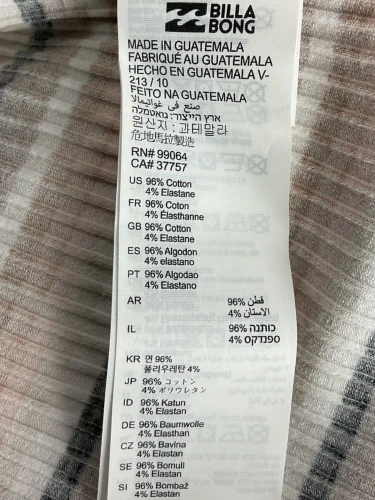 BILLA
BONG
MADE IN GUATEMALA
FABRIQUÉ AU GUATEMALA
HECHO EN GUATEMALA V-
213 / 10
FEITO NA GUATEMALA
صنع في غواتيمالا
ארץ הייצור: גואטמלה
원산지 : 과테말라
危地馬拉製造
RN# 99064
CA# 37757
US 96% Cotton
4% Elastane
FR 96% Coton
4% Élasthanne
GB 96% Cotton
4% Elastane
ES 96% Algodon
4% elastano
PT 96% Algodao
4% Elastano
AR 96% قطن
4% الاستان
IL 96% כותנה
4% ספנדקס
KR 면 96%
폴리우레탄 4%
JP 96% コットン
4% ポリウレタン
ID 96% Katun
4% Elastan
DE 96% Baumwolle
4% Elasthan
CZ 96% Bavina
4% Elastan
SE 96% Bomull
4% Elastan
SI 96% Bombaž
4% Elastan